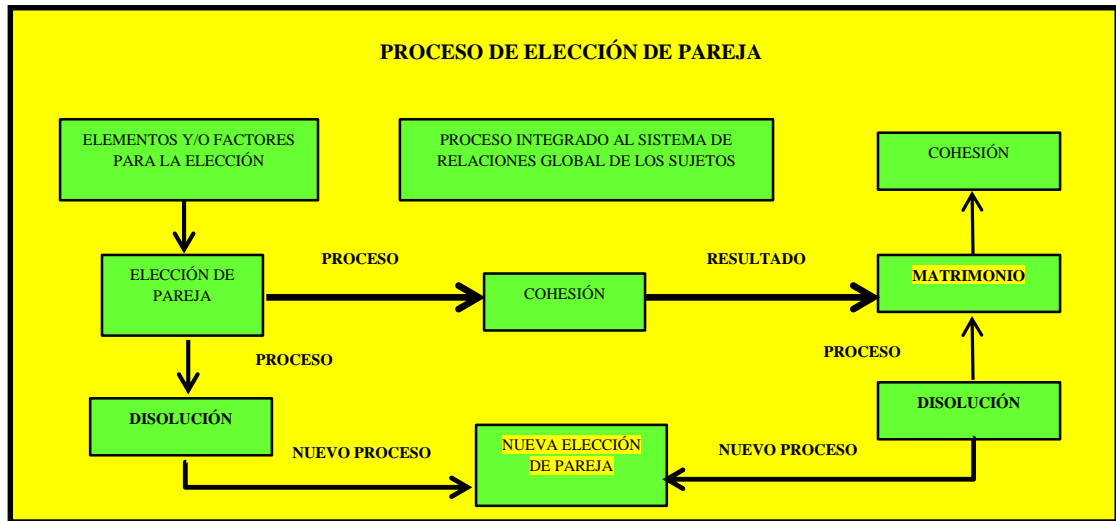 PROCESO DE ELECCIÓN DE PAREJA
ELEMENTOS Y/O FACTORES
PARA LA ELECCIÓN
PROCESO INTEGRADO AL SISTEMA DE
RELACIONES GLOBAL DE LOS SUJETOS
COHESIÓN
ELECCIÓN DE
PAREJA
PROCESO
COHESIÓN
RESULTADO
MATRIMONIO
PROCESO
PROCESO
DISOLUCIÓN
DISOLUCIÓN
NUEVO PROCESO
NUEVA ELECCIÓN
DE PAREJA
NUEVO PROCESO